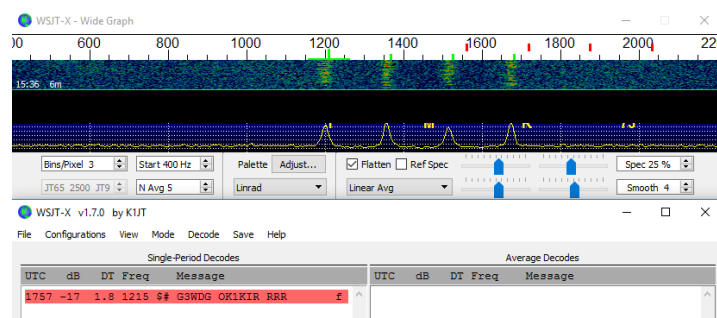 WSJT-X - Wide Graph
00 600 800 1000 1200 1400 1600 1800 2000 22
15:36 6m
M R
Bins/Pixel 3 Start 400 Hz Palette Adjust... Flatten Ref Spec Spec 25 %
JT65 2500 JT9 N Avg 5 Linrad Linear Avg Smooth 4
WSJT-X v1.7.0 by K1JT
File Configurations View Mode Decode Save Help
Single-Period Decodes Average Decodes
UTC dB DT Freq Message UTC dB DT Freq Message
1757 -17 1.8 1215 $# G3WDG OK1KIR RRR f